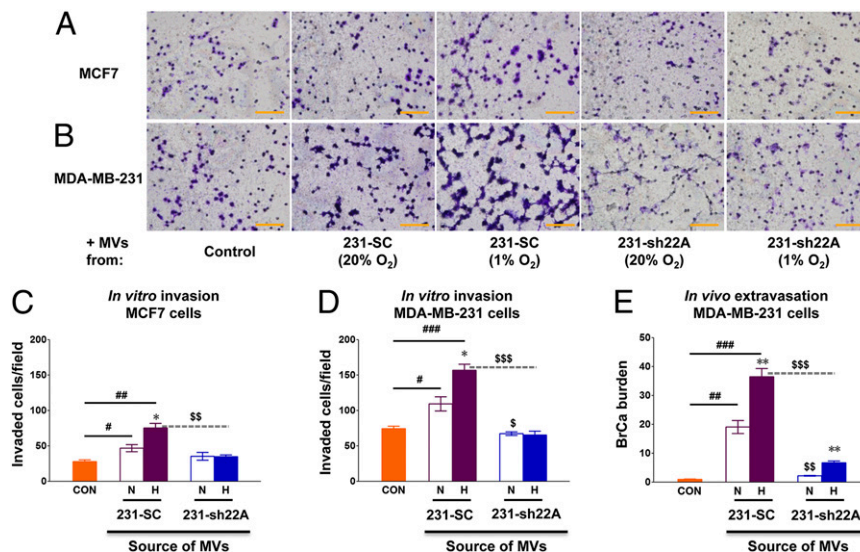 A
MCF7
B
MDA-MB-231
+ MVs
from:
Control
231-SC
(20% O₂)
231-SC
(1% O₂)
231-sh22A
(20% O₂)
231-sh22A
(1% O₂)
C
In vitro invasion
MCF7 cells
Invaded cells/field
200
150
100
50
0
##
#
*
$$
CON
N
H
N
H
231-SC
231-sh22A
Source of MVs
D
In vitro invasion
MDA-MB-231 cells
Invaded cells/field
200
150
100
50
0
###
#
*
$$$
$
CON
N
H
N
H
231-SC
231-sh22A
Source of MVs
E
In vivo extravasation
MDA-MB-231 cells
BrCa burden
50
40
30
20
10
0
###
##
**
$$$
$$
**
CON
N
H
N
H
231-SC
231-sh22A
Source of MVs